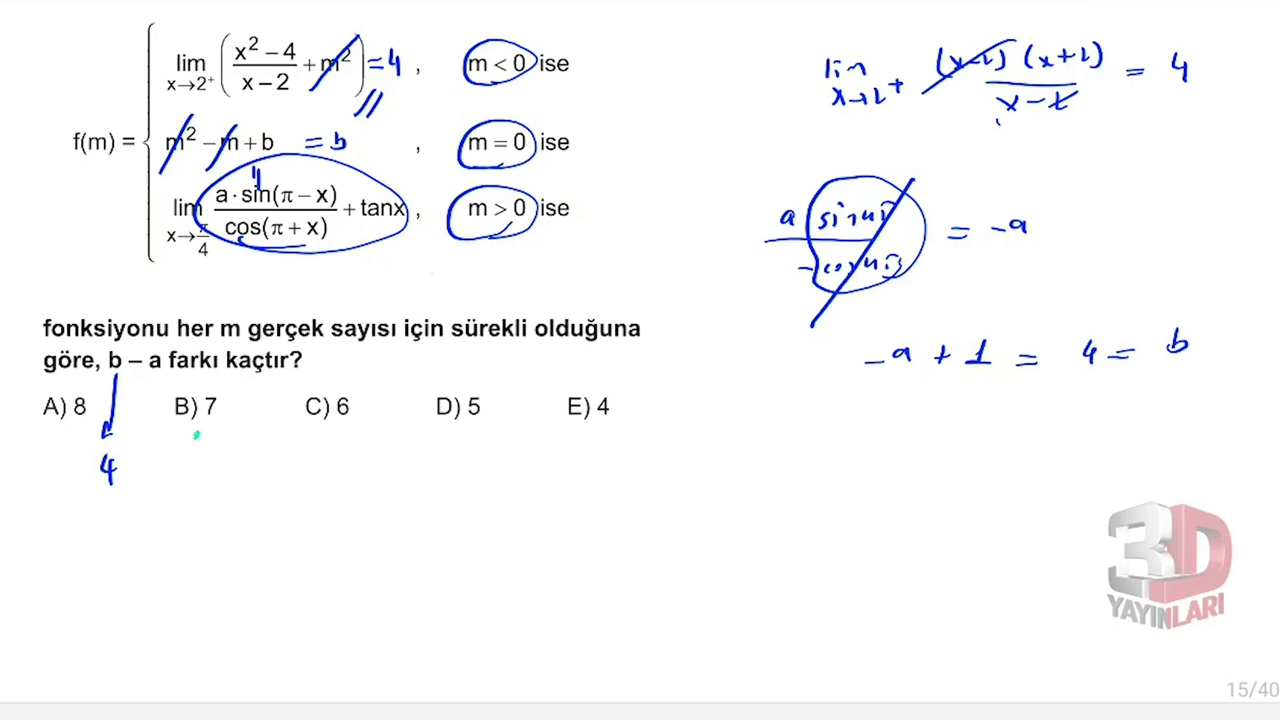 lim x→2⁺ ( (x² – 4)/(x – 2) + m² ) = 4 , m < 0 ise
f(m) = m² – m + b = b , m = 0 ise
4
lim x→π/4 (a · sin(π – x))/(cos(π + x)) + tanx , m > 0 ise
lim x→2⁺ ((x-2)(x+2))/(x-2) = 4
= -a
-a + 1 = 4 = b
fonksiyonu her m gerçek sayısı için sürekli olduğuna
göre, b – a farkı kaçtır?
A) 8 B) 7 C) 6 D) 5 E) 4
4
3D
YAYINLARI
15/40